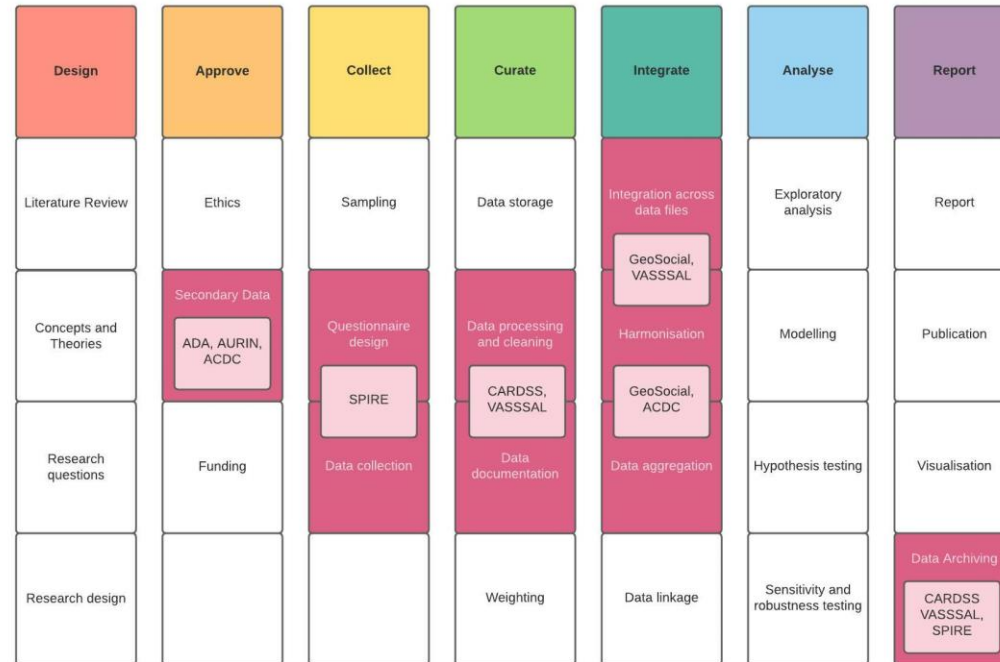 Design
Approve
Collect
Curate
Integrate
Analyse
Report
Literature Review
Ethics
Sampling
Data storage
Integration across
data files
GeoSocial,
VASSSAL
Exploratory
analysis
Report
Concepts and
Theories
Secondary Data
ADA, AURIN,
ACDC
Questionnaire
design
SPIRE
Data processing
and cleaning
CARDSS,
VASSSAL
Harmonisation
GeoSocial,
ACDC
Modelling
Publication
Research
questions
Funding
Data collection
Data
documentation
Data aggregation
Hypothesis testing
Visualisation
Research design
Weighting
Data linkage
Sensitivity and
robustness testing
Data Archiving
CARDSS
VASSSAL,
SPIRE